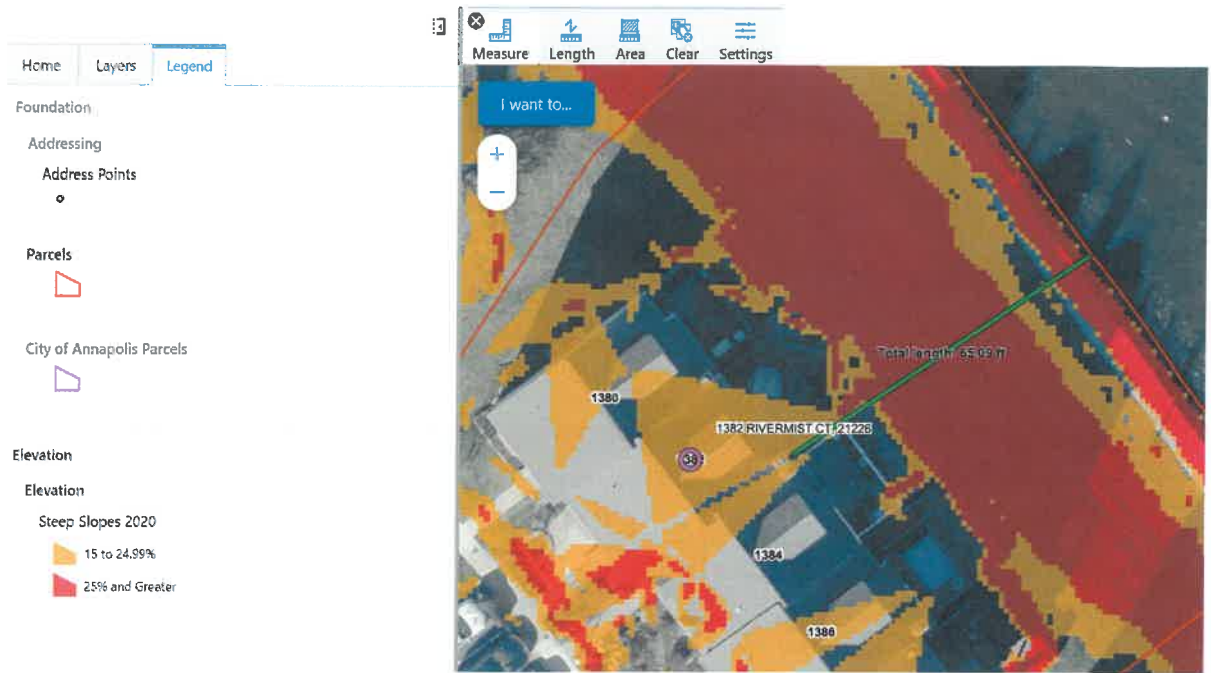 Measure Length Area Clear Settings
Home Layers Legend
I want to...
Foundation
Addressing
Address Points
Parcels
City of Annapolis Parcels
Elevation
Elevation
Steep Slopes 2020
15 to 24.99%
25% and Greater
Total length: 65.09 ft
1380
1382 RIVERMIST CT, 21226
1384
1386